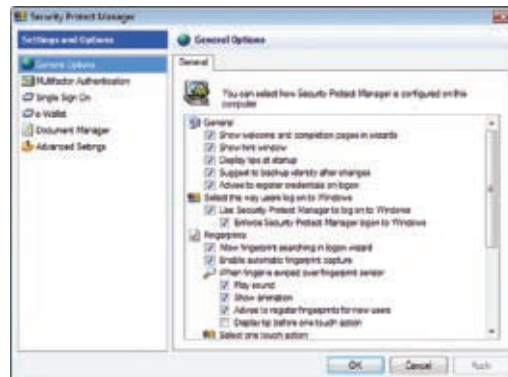 Security Protect Manager
Settings and Options
General Options
Multifactor Authentication
Single Sign On
e-Wallet
Document Manager
Advanced Settings
General Options
General
You can select how Security Protect Manager is configured on this
computer
General
Show welcome and completion pages in wizards
Show hint window
Display tips at startup
Suggest to backup identity after changes
Advise to register credentials on logon
Select the way users log on to Windows
Use Security Protect Manager to log on to Windows
Enforce Security Protect Manager logon to Windows
Fingerprints
Allow fingerprint searching in logon wizard
Enable automatic fingerprint capture
When finger is swiped over fingerprint sensor
Play sound
Show animation
Advise to register fingerprints for new users
Display tip before one touch action
Select one touch action
OK
Cancel
Apply